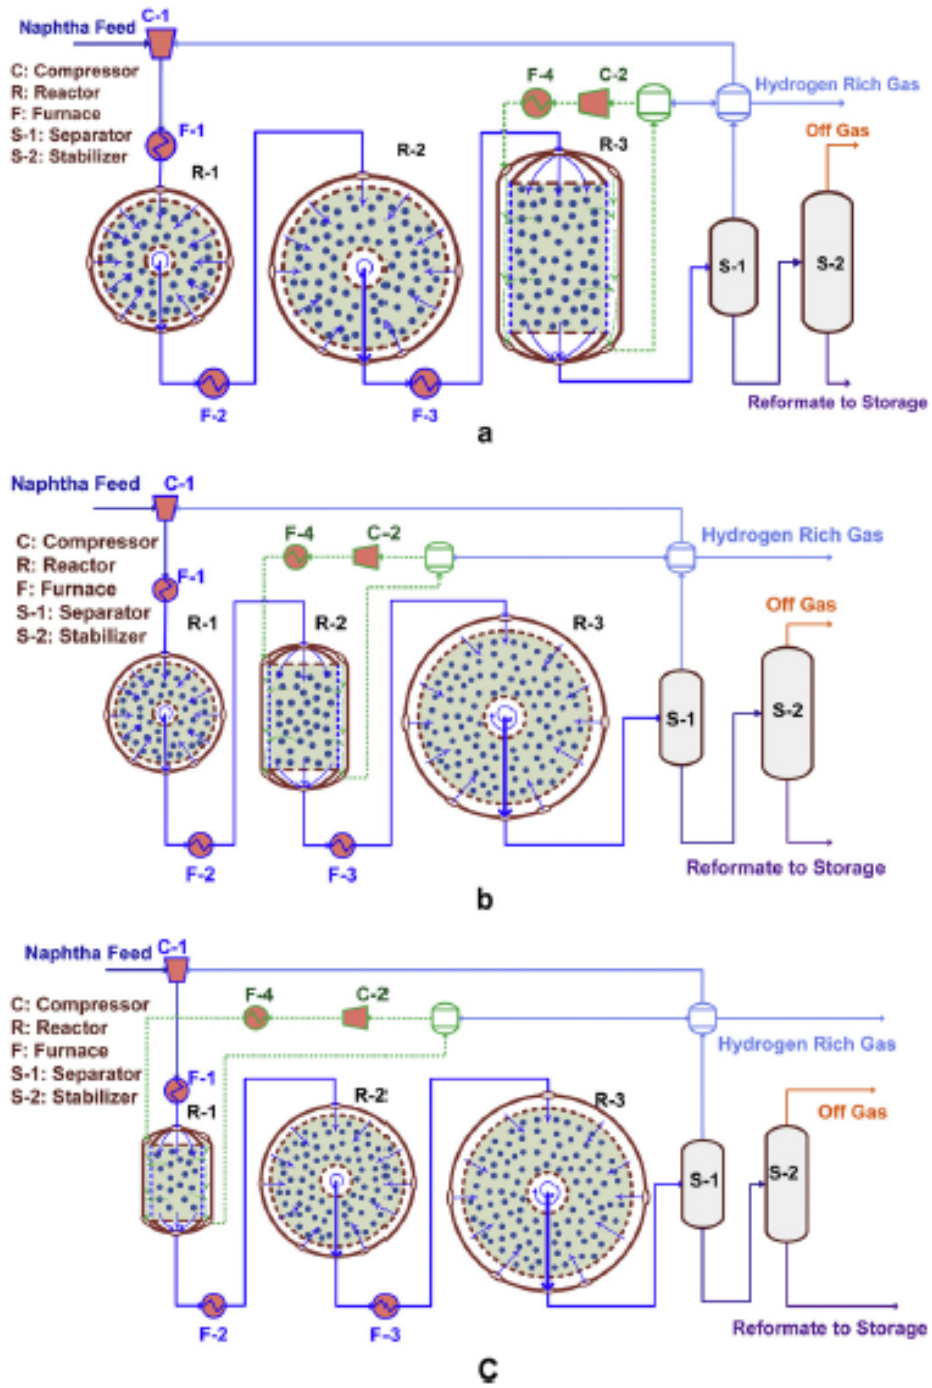 C-1
Naphtha Feed
C: Compressor
R: Reactor
F: Furnace
S-1: Separator
S-2: Stabilizer
F-4 C-2
Hydrogen Rich Gas
Off Gas
F-1
R-1
R-2
R-3
S-1
S-2
F-2
F-3
Reformate to Storage
a
Naphtha Feed C-1
C: Compressor
R: Reactor
F: Furnace
S-1: Separator
S-2: Stabilizer
F-4 C-2
Hydrogen Rich Gas
F-1
Off Gas
R-1
R-2
R-3
S-1
S-2
F-2
F-3
Reformate to Storage
b
Naphtha Feed C-1
C: Compressor
R: Reactor
F: Furnace
S-1: Separator
S-2: Stabilizer
F-4 C-2
Hydrogen Rich Gas
F-1
R-1
R-2
R-3
Off Gas
S-1
S-2
F-2
F-3
Reformate to Storage
Ç